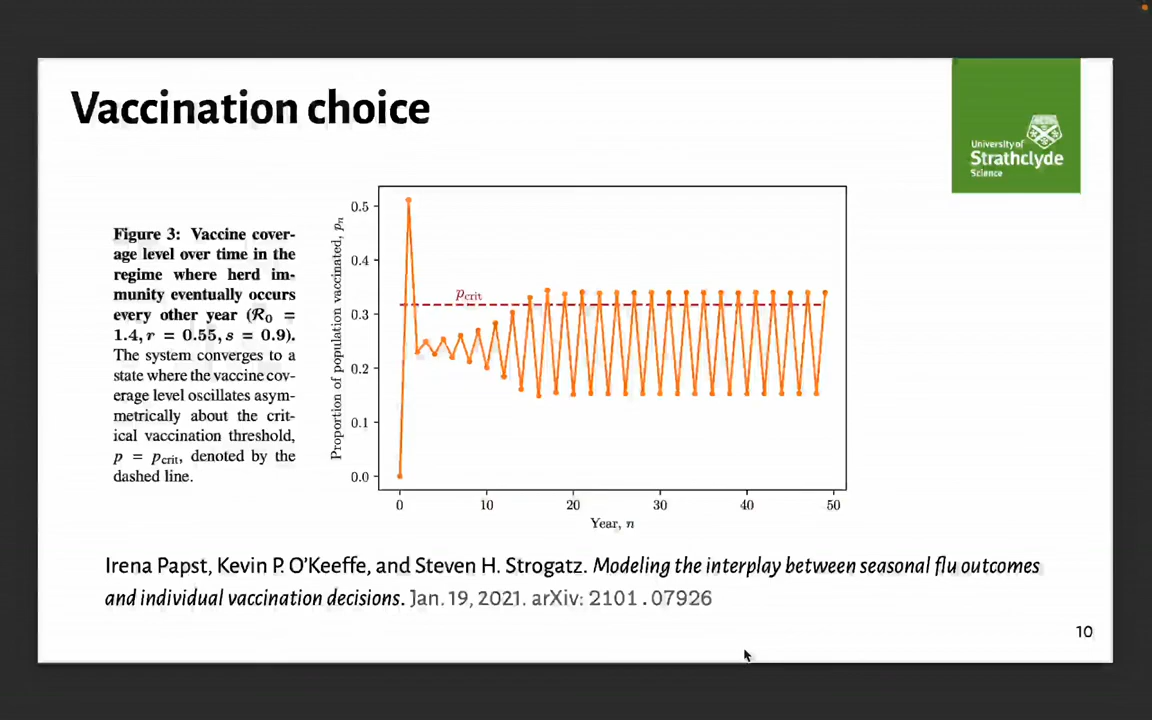 Vaccination choice
University of
Strathclyde
Science
Figure 3: Vaccine cover-
age level over time in the
regime where herd im-
munity eventually occurs
every other year (R₀ =
1.4, r = 0.55, s = 0.9).
The system converges to a
state where the vaccine cov-
erage level oscillates asym-
metrically about the crit-
ical vaccination threshold,
p = p_crit, denoted by the
dashed line.
Proportion of population vaccinated, pₙ
0.5
0.4
0.3
0.2
0.1
0.0
p_crit
0 10 20 30 40 50
Year, n
Irena Papst, Kevin P. O'Keeffe, and Steven H. Strogatz. Modeling the interplay between seasonal flu outcomes
and individual vaccination decisions. Jan. 19, 2021. arXiv: 2101.07926
10